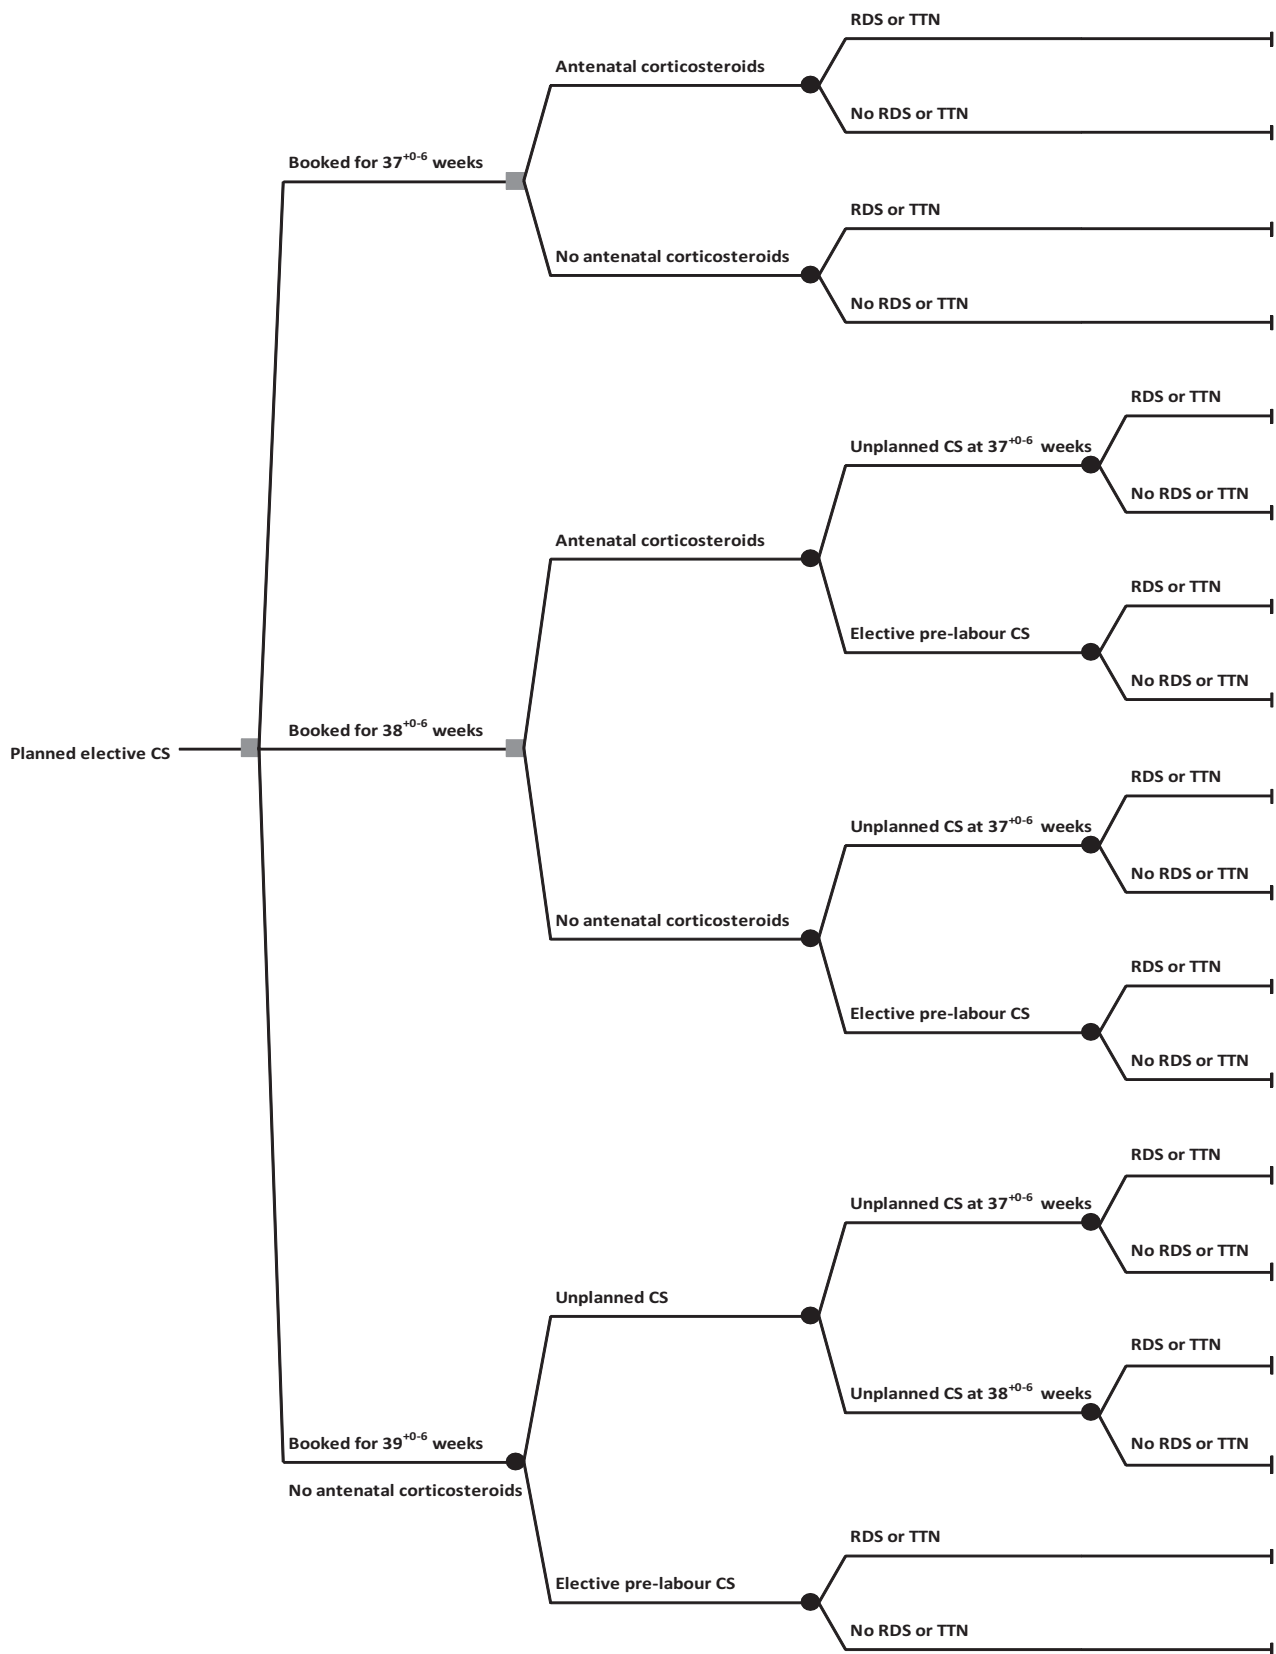 RDS or TTN
Antenatal corticosteroids
No RDS or TTN
Booked for 37+0-6 weeks
RDS or TTN
No antenatal corticosteroids
No RDS or TTN
RDS or TTN
Unplanned CS at 37+0-6 weeks
No RDS or TTN
Antenatal corticosteroids
RDS or TTN
Elective pre-labour CS
No RDS or TTN
Booked for 38+0-6 weeks
Planned elective CS
RDS or TTN
Unplanned CS at 37+0-6 weeks
No RDS or TTN
No antenatal corticosteroids
RDS or TTN
Elective pre-labour CS
No RDS or TTN
RDS or TTN
Unplanned CS at 37+0-6 weeks
No RDS or TTN
Unplanned CS
RDS or TTN
Unplanned CS at 38+0-6 weeks
No RDS or TTN
Booked for 39+0-6 weeks
No antenatal corticosteroids
RDS or TTN
Elective pre-labour CS
No RDS or TTN